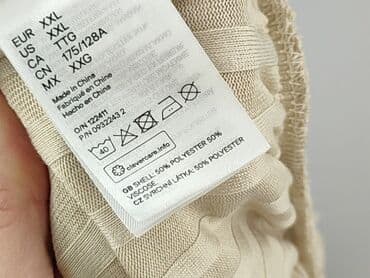 EUR XXL
US XXL
CA TTG
CN 175/128A
MX XXG
Made in China
Fabriqué en Chine
Hecho en China
O/N 122411
P/N 0932243 2
40
clevercare.info
GB SHELL: 50% POLYESTER 50%
VISCOSE
CZ SVRCHNÍ LÁTKA: 50% POLYESTER